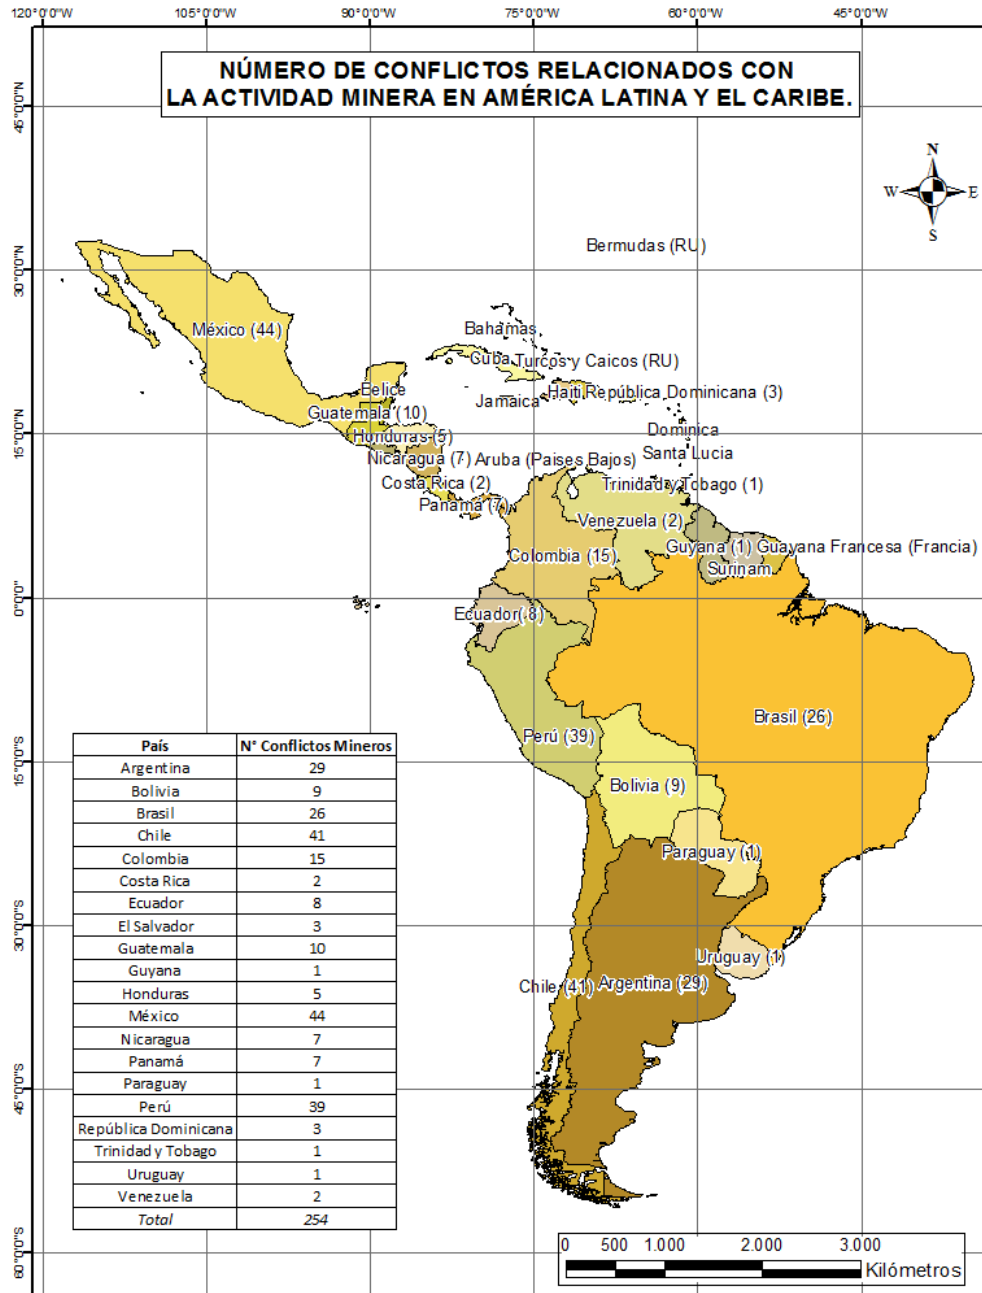 120°0'0"W 105°0'0"W 90°0'0"W 75°0'0"W 60°0'0"W 45°0'0"W
NÚMERO DE CONFLICTOS RELACIONADOS CON
LA ACTIVIDAD MINERA EN AMÉRICA LATINA Y EL CARIBE.
45°0'0"N
N
W E
S
Bermudas (RU)
30°0'0"N
México (44)
Bahamas
Cuba Turcos y Caicos (RU)
Belice
Haiti República Dominicana (3)
Jamaica
Guatemala (10)
Dominica
15°0'0"N
Honduras (5)
Santa Lucia
Nicaragua (7) Aruba (Paises Bajos)
Costa Rica (2)
Trinidad y Tobago (1)
Panamá (7)
Venezuela (2)
Guyana (1) Guayana Francesa (Francia)
Colombia (15)
Surinam
0°0'0"
Ecuador( 8)
Brasil (26)
Perú (39)
15°0'0"S
Bolivia (9)
Paraguay (1)
30°0'0"S
Uruguay (1)
Chile (41) Argentina (29)
45°0'0"S
60°0'0"S
País N° Conflictos Mineros
Argentina 29
Bolivia 9
Brasil 26
Chile 41
Colombia 15
Costa Rica 2
Ecuador 8
El Salvador 3
Guatemala 10
Guyana 1
Honduras 5
México 44
Nicaragua 7
Panamá 7
Paraguay 1
Perú 39
República Dominicana 3
Trinidad y Tobago 1
Uruguay 1
Venezuela 2
Total 254
0 500 1.000 2.000 3.000
Kilómetros